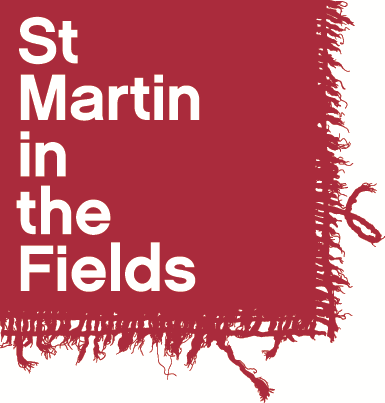 St
Martin
in
the
Fields